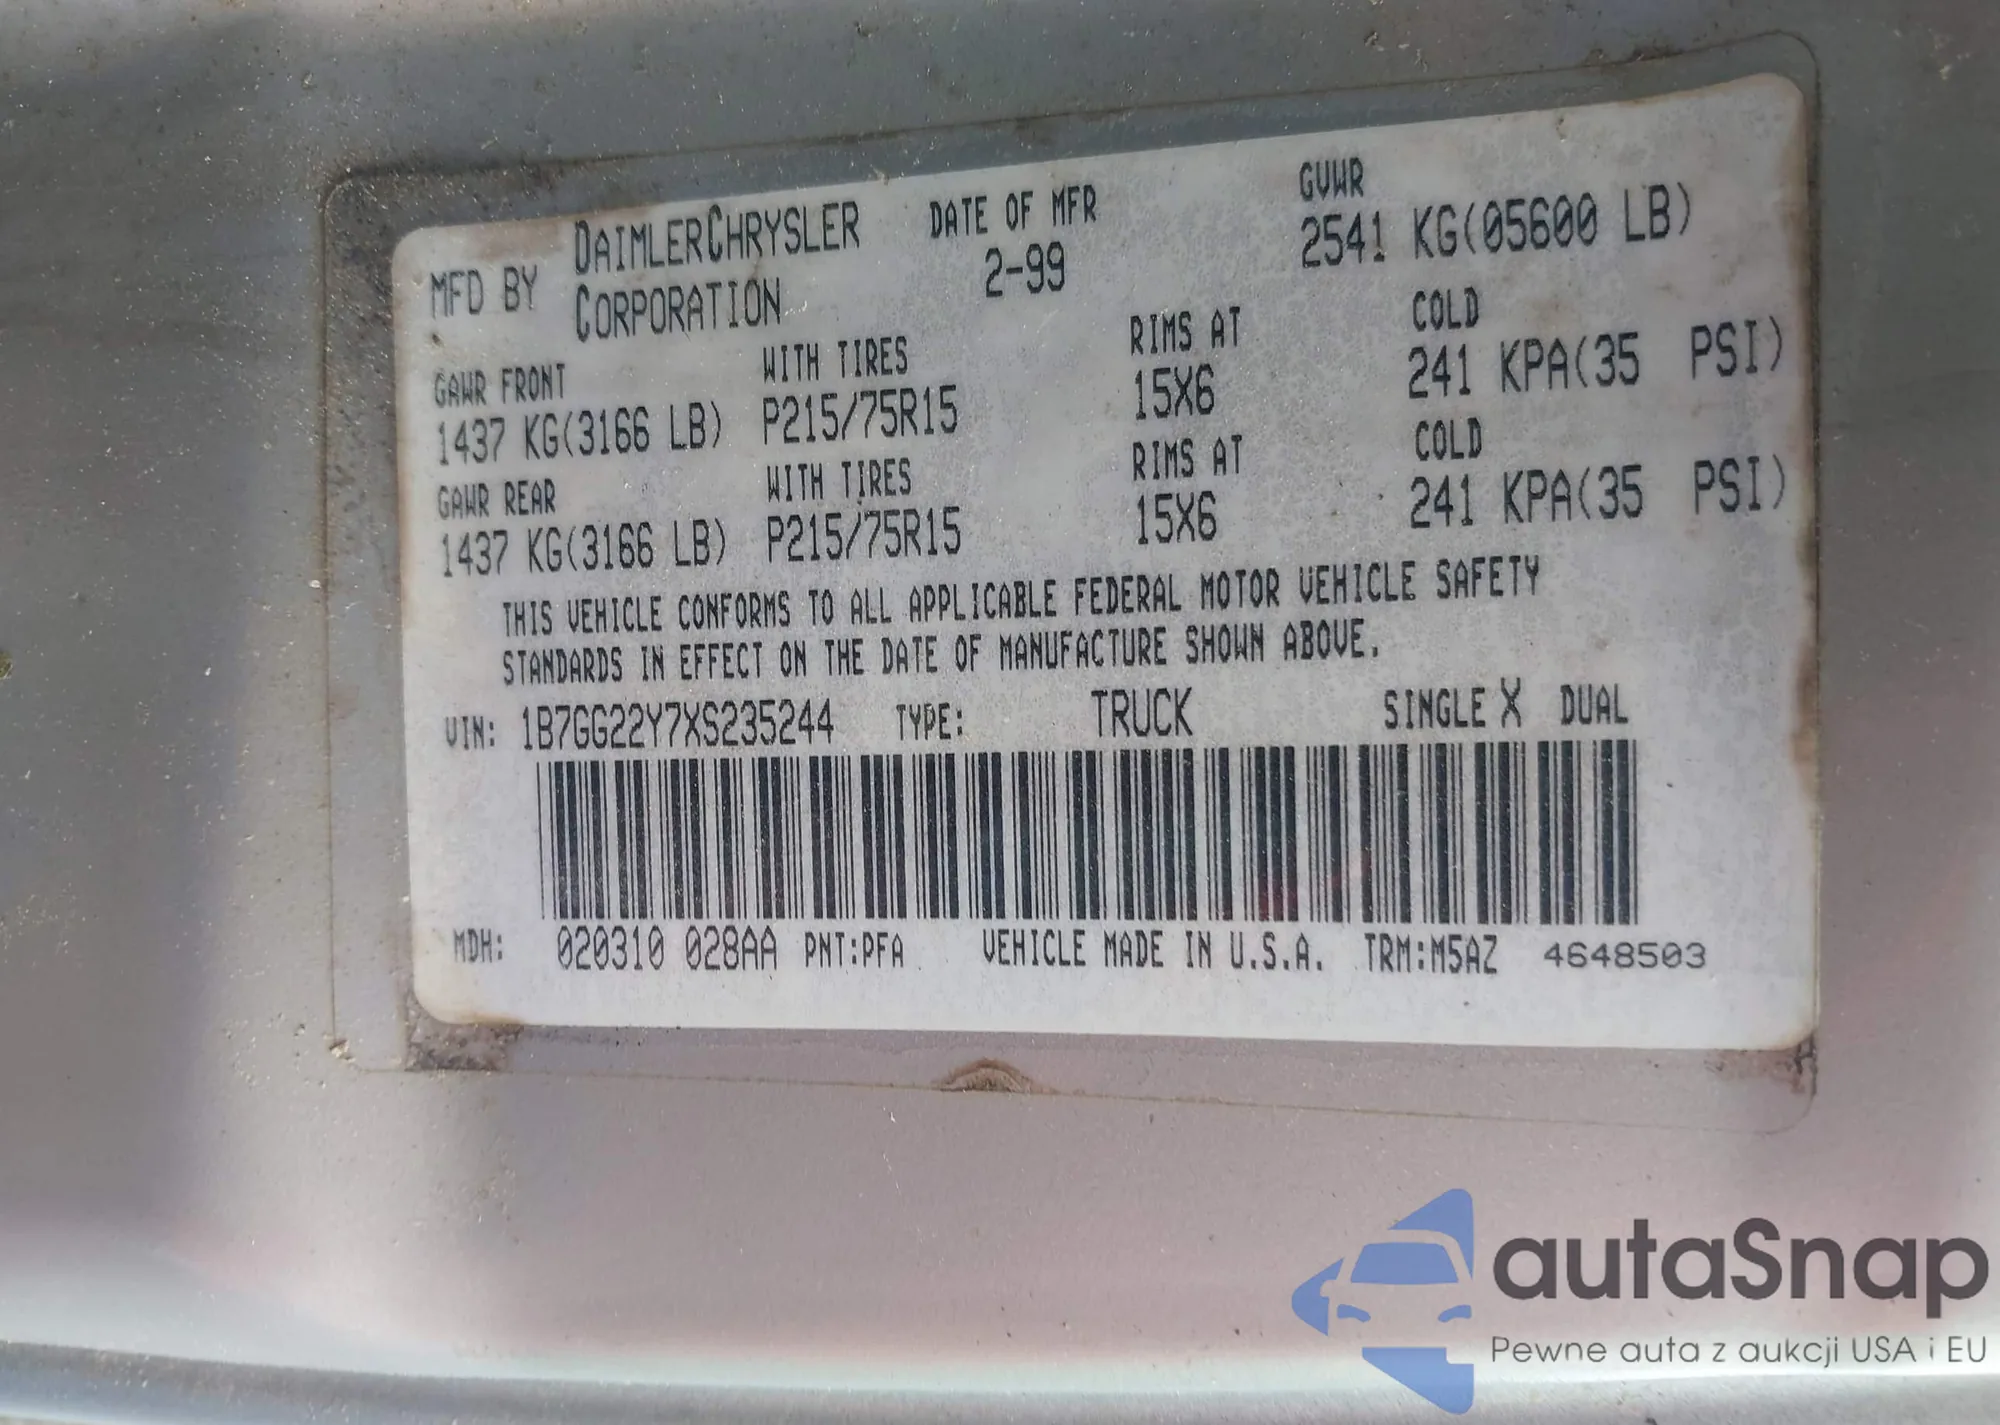 MFD BY DAIMLERCHRYSLER CORPORATION DATE OF MFR 2-99 GVWR 2541 KG(05600 LB)
GAWR FRONT WITH TIRES RIMS AT COLD
1437 KG(3166 LB) P215/75R15 15X6 241 KPA(35 PSI)
GAWR REAR WITH TIRES RIMS AT COLD
1437 KG(3166 LB) P215/75R15 15X6 241 KPA(35 PSI)
THIS VEHICLE CONFORMS TO ALL APPLICABLE FEDERAL MOTOR VEHICLE SAFETY
STANDARDS IN EFFECT ON THE DATE OF MANUFACTURE SHOWN ABOVE.
VIN: 1B7GG22Y7XS235244 TYPE: TRUCK SINGLE X DUAL
MDH: 020310 028AA PNT:PFA VEHICLE MADE IN U.S.A. TRM:M5AZ 4648503
autaSnap
Pewne auta z aukcji USA i EU